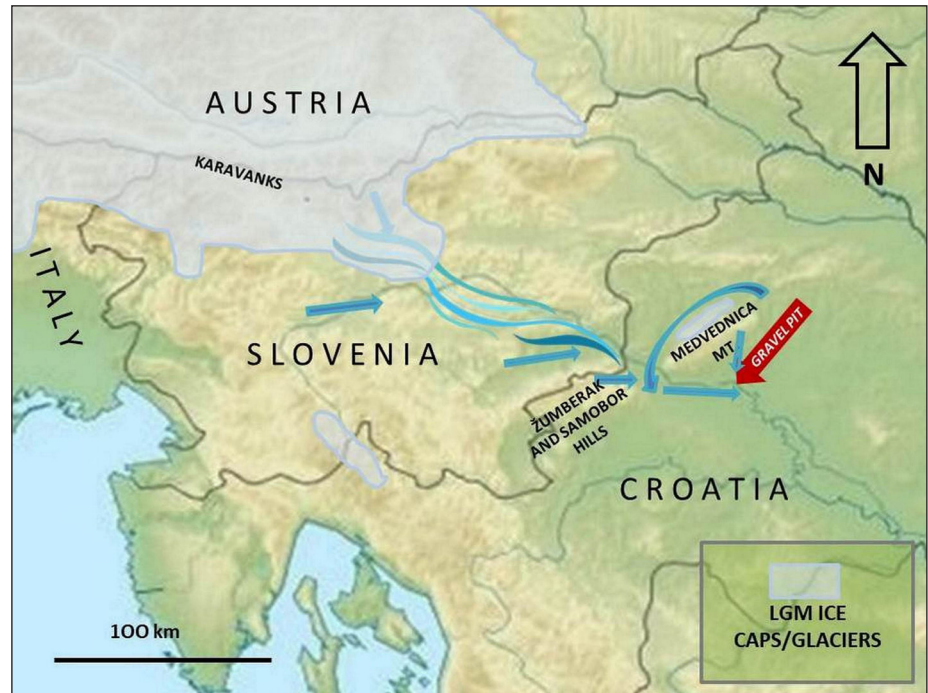 AUSTRIA
N
KARAVANKS
ITALY
MEDVEDNICA
MT
GRAVEL PIT
SLOVENIA
ŽUMBERAK
AND SAMOBOR
HILLS
CROATIA
LGM ICE
CAPS/GLACIERS
100 km